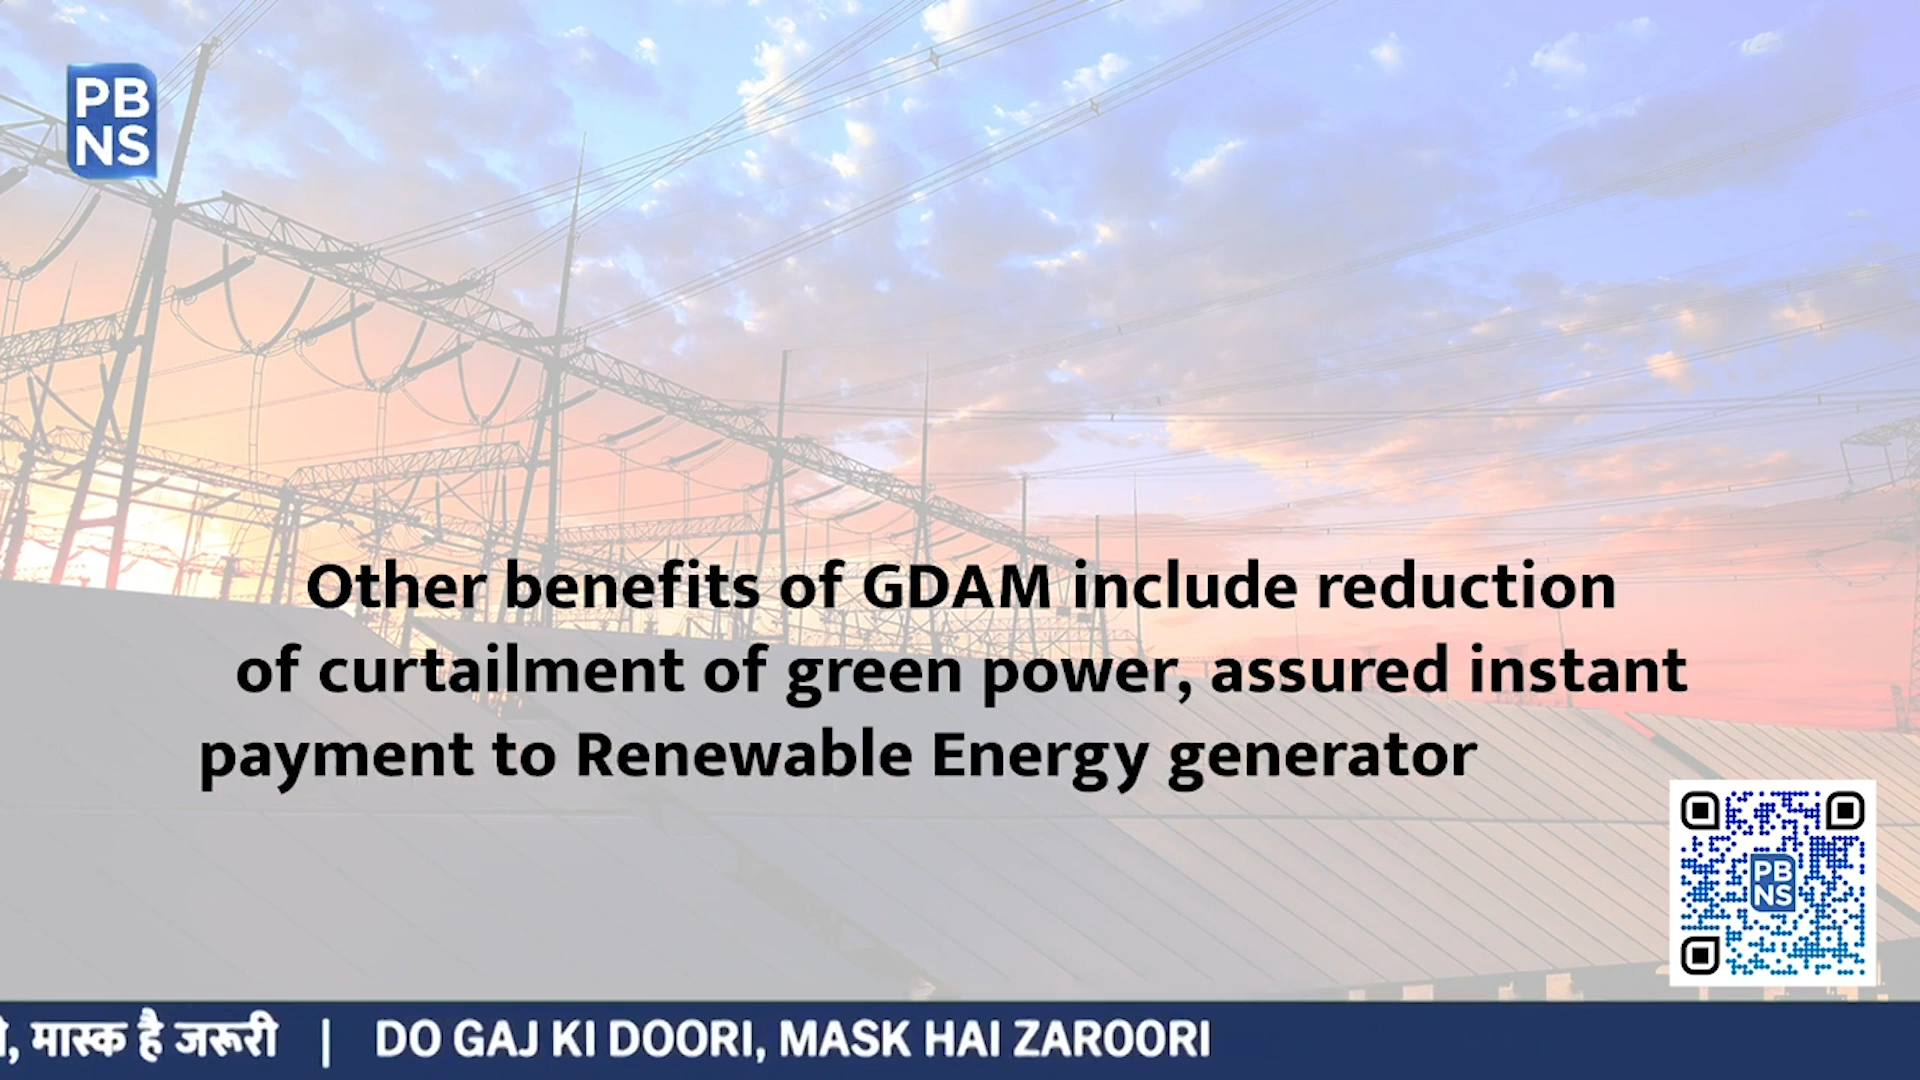 PB
NS
Other benefits of GDAM include reduction
of curtailment of green power, assured instant
payment to Renewable Energy generator
PB
NS
, मास्क है जरूरी | DO GAJ KI DOORI, MASK HAI ZAROORI